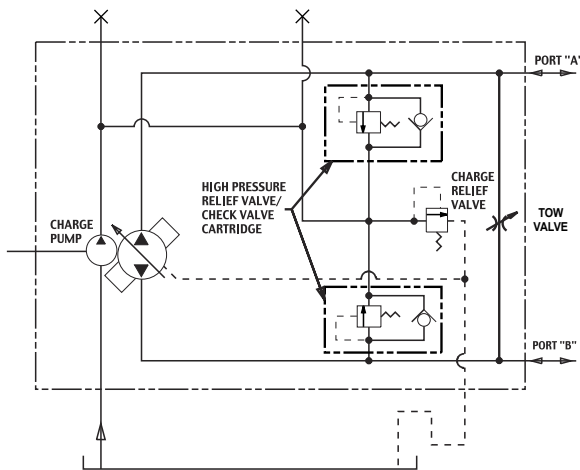 PORT "A"
HIGH PRESSURE
RELIEF VALVE/
CHECK VALVE
CARTRIDGE
CHARGE
RELIEF
VALVE
CHARGE
PUMP
TOW
VALVE
PORT "B"